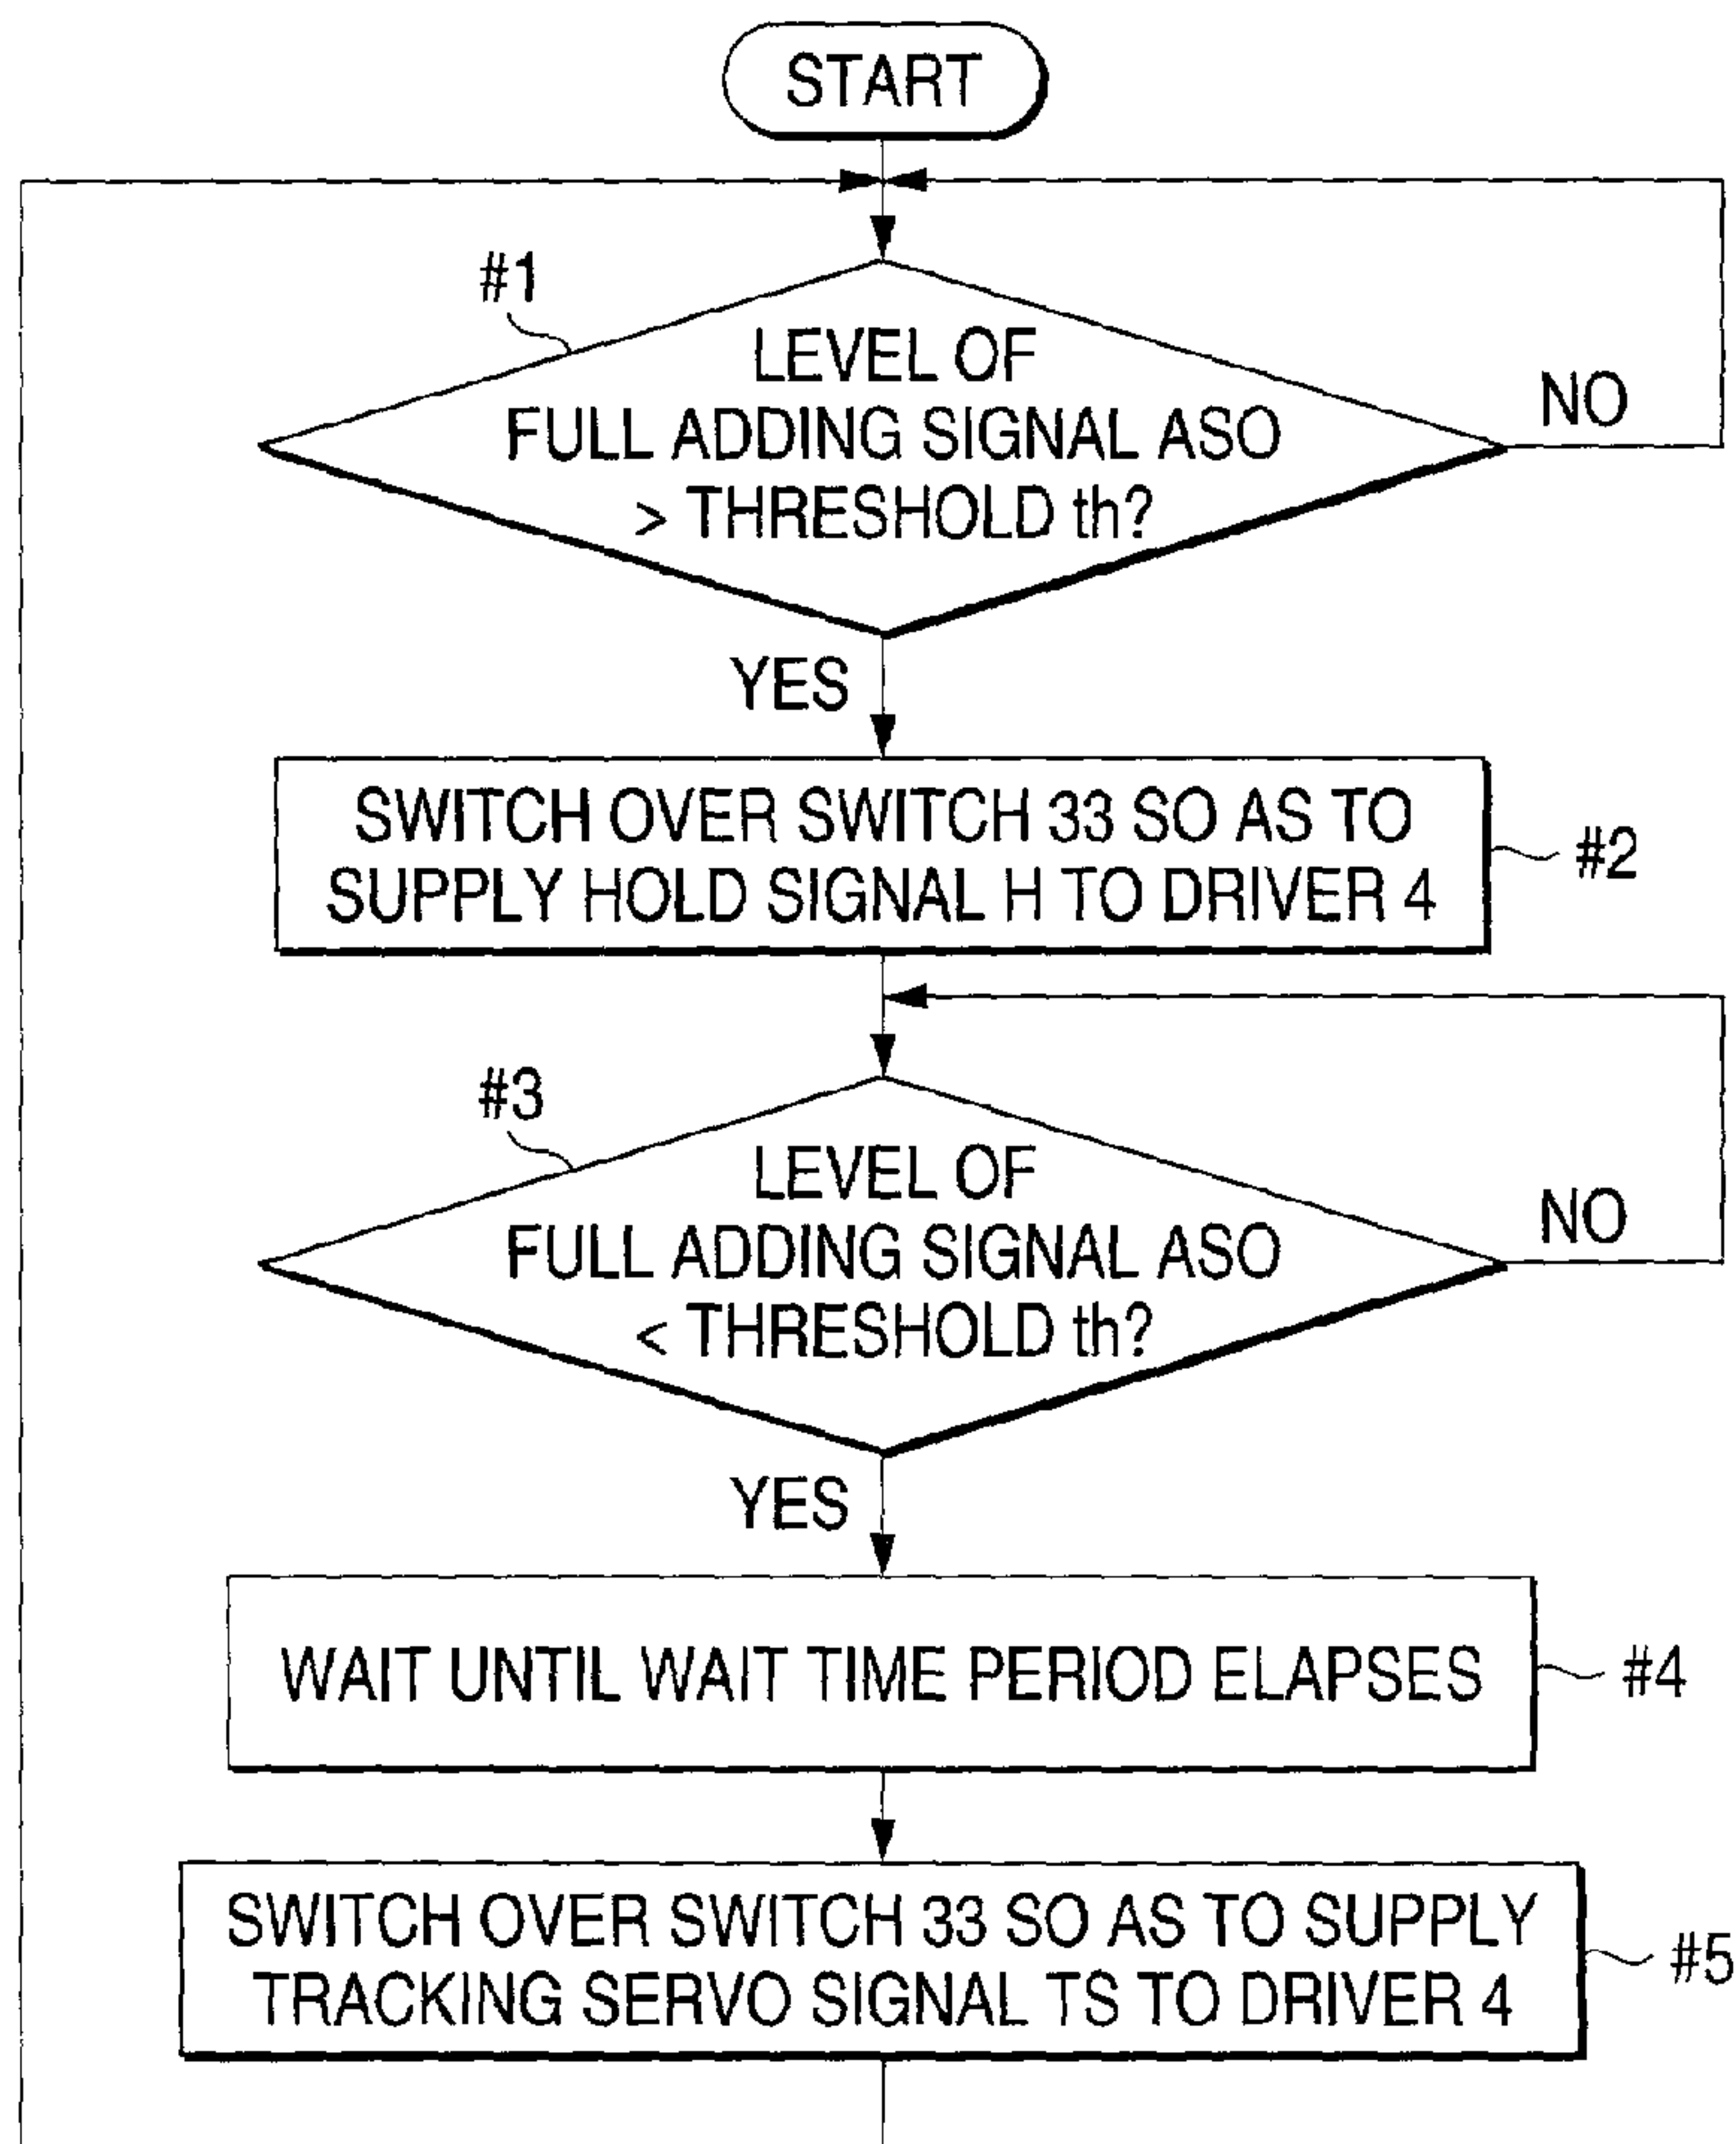 START
#1
LEVEL OF
FULL ADDING SIGNAL ASO
> THRESHOLD th?
NO
YES
SWITCH OVER SWITCH 33 SO AS TO
SUPPLY HOLD SIGNAL H TO DRIVER 4
#2
#3
LEVEL OF
FULL ADDING SIGNAL ASO
< THRESHOLD th?
NO
YES
WAIT UNTIL WAIT TIME PERIOD ELAPSES
#4
SWITCH OVER SWITCH 33 SO AS TO SUPPLY
TRACKING SERVO SIGNAL TS TO DRIVER 4
#5